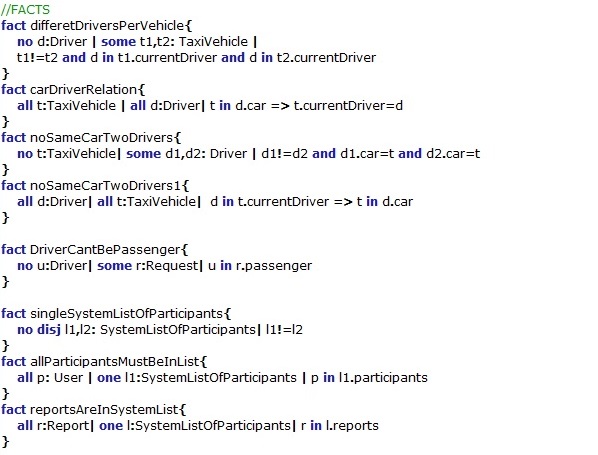 //FACTS
fact differetDriversPerVehicle{
no d:Driver | some t1,t2: TaxiVehicle |
t1!=t2 and d in t1.currentDriver and d in t2.currentDriver
}
fact carDriverRelation{
all t:TaxiVehicle | all d:Driver| t in d.car => t.currentDriver=d
}
fact noSameCarTwoDrivers{
no t:TaxiVehicle| some d1,d2: Driver | d1!=d2 and d1.car=t and d2.car=t
}
fact noSameCarTwoDrivers1{
all d:Driver| all t:TaxiVehicle| d in t.currentDriver => t in d.car
}
fact DriverCantBePassenger{
no u:Driver| some r:Request| u in r.passenger
}
fact singleSystemListOfParticipants{
no disj l1,l2: SystemListOfParticipants| l1!=l2
}
fact allParticipantsMustBeInList{
all p: User | one l1:SystemListOfParticipants | p in l1.participants
}
fact reportsAreInSystemList{
all r:Report| one l:SystemListOfParticipants| r in l.reports
}